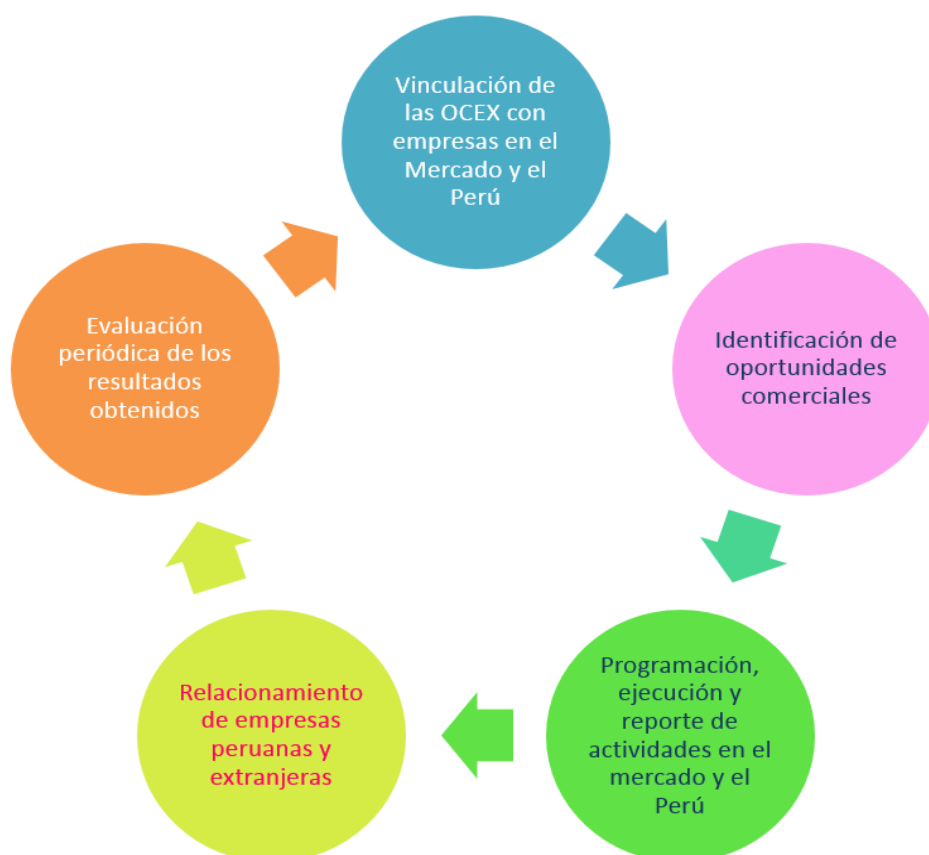 Vinculación de
las OCEX con
empresas en el
Mercado y el
Perú
Identificación de
oportunidades
comerciales
Programación,
ejecución y
reporte de
actividades en el
mercado y el
Perú
Relacionamiento
de empresas
peruanas y
extranjeras
Evaluación
periódica de los
resultados
obtenidos